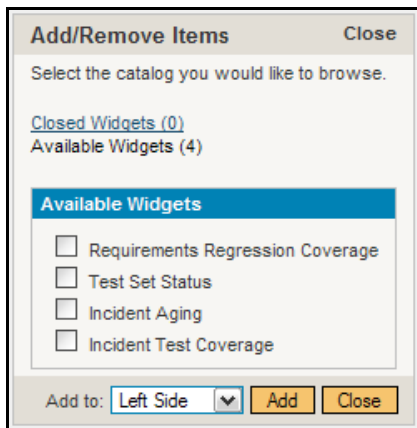 Add/Remove Items Close
Select the catalog you would like to browse.
Closed Widgets (0)
Available Widgets (4)
Available Widgets
Requirements Regression Coverage
Test Set Status
Incident Aging
Incident Test Coverage
Add to: Left Side Add Close